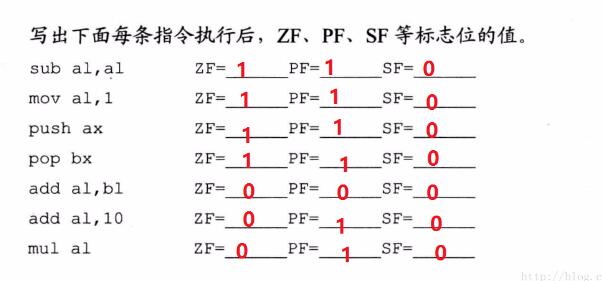 写出下面每条指令执行后，ZF、PF、SF 等标志位的值。
sub al,al ZF=1 PF=1 SF=0
mov al,1 ZF=1 PF=1 SF=0
push ax ZF=1 PF=1 SF=0
pop bx ZF=1 PF=1 SF=0
add al,bl ZF=0 PF=0 SF=0
add al,10 ZF=0 PF=1 SF=0
mul al ZF=0 PF=1 SF=0
http://blog.c